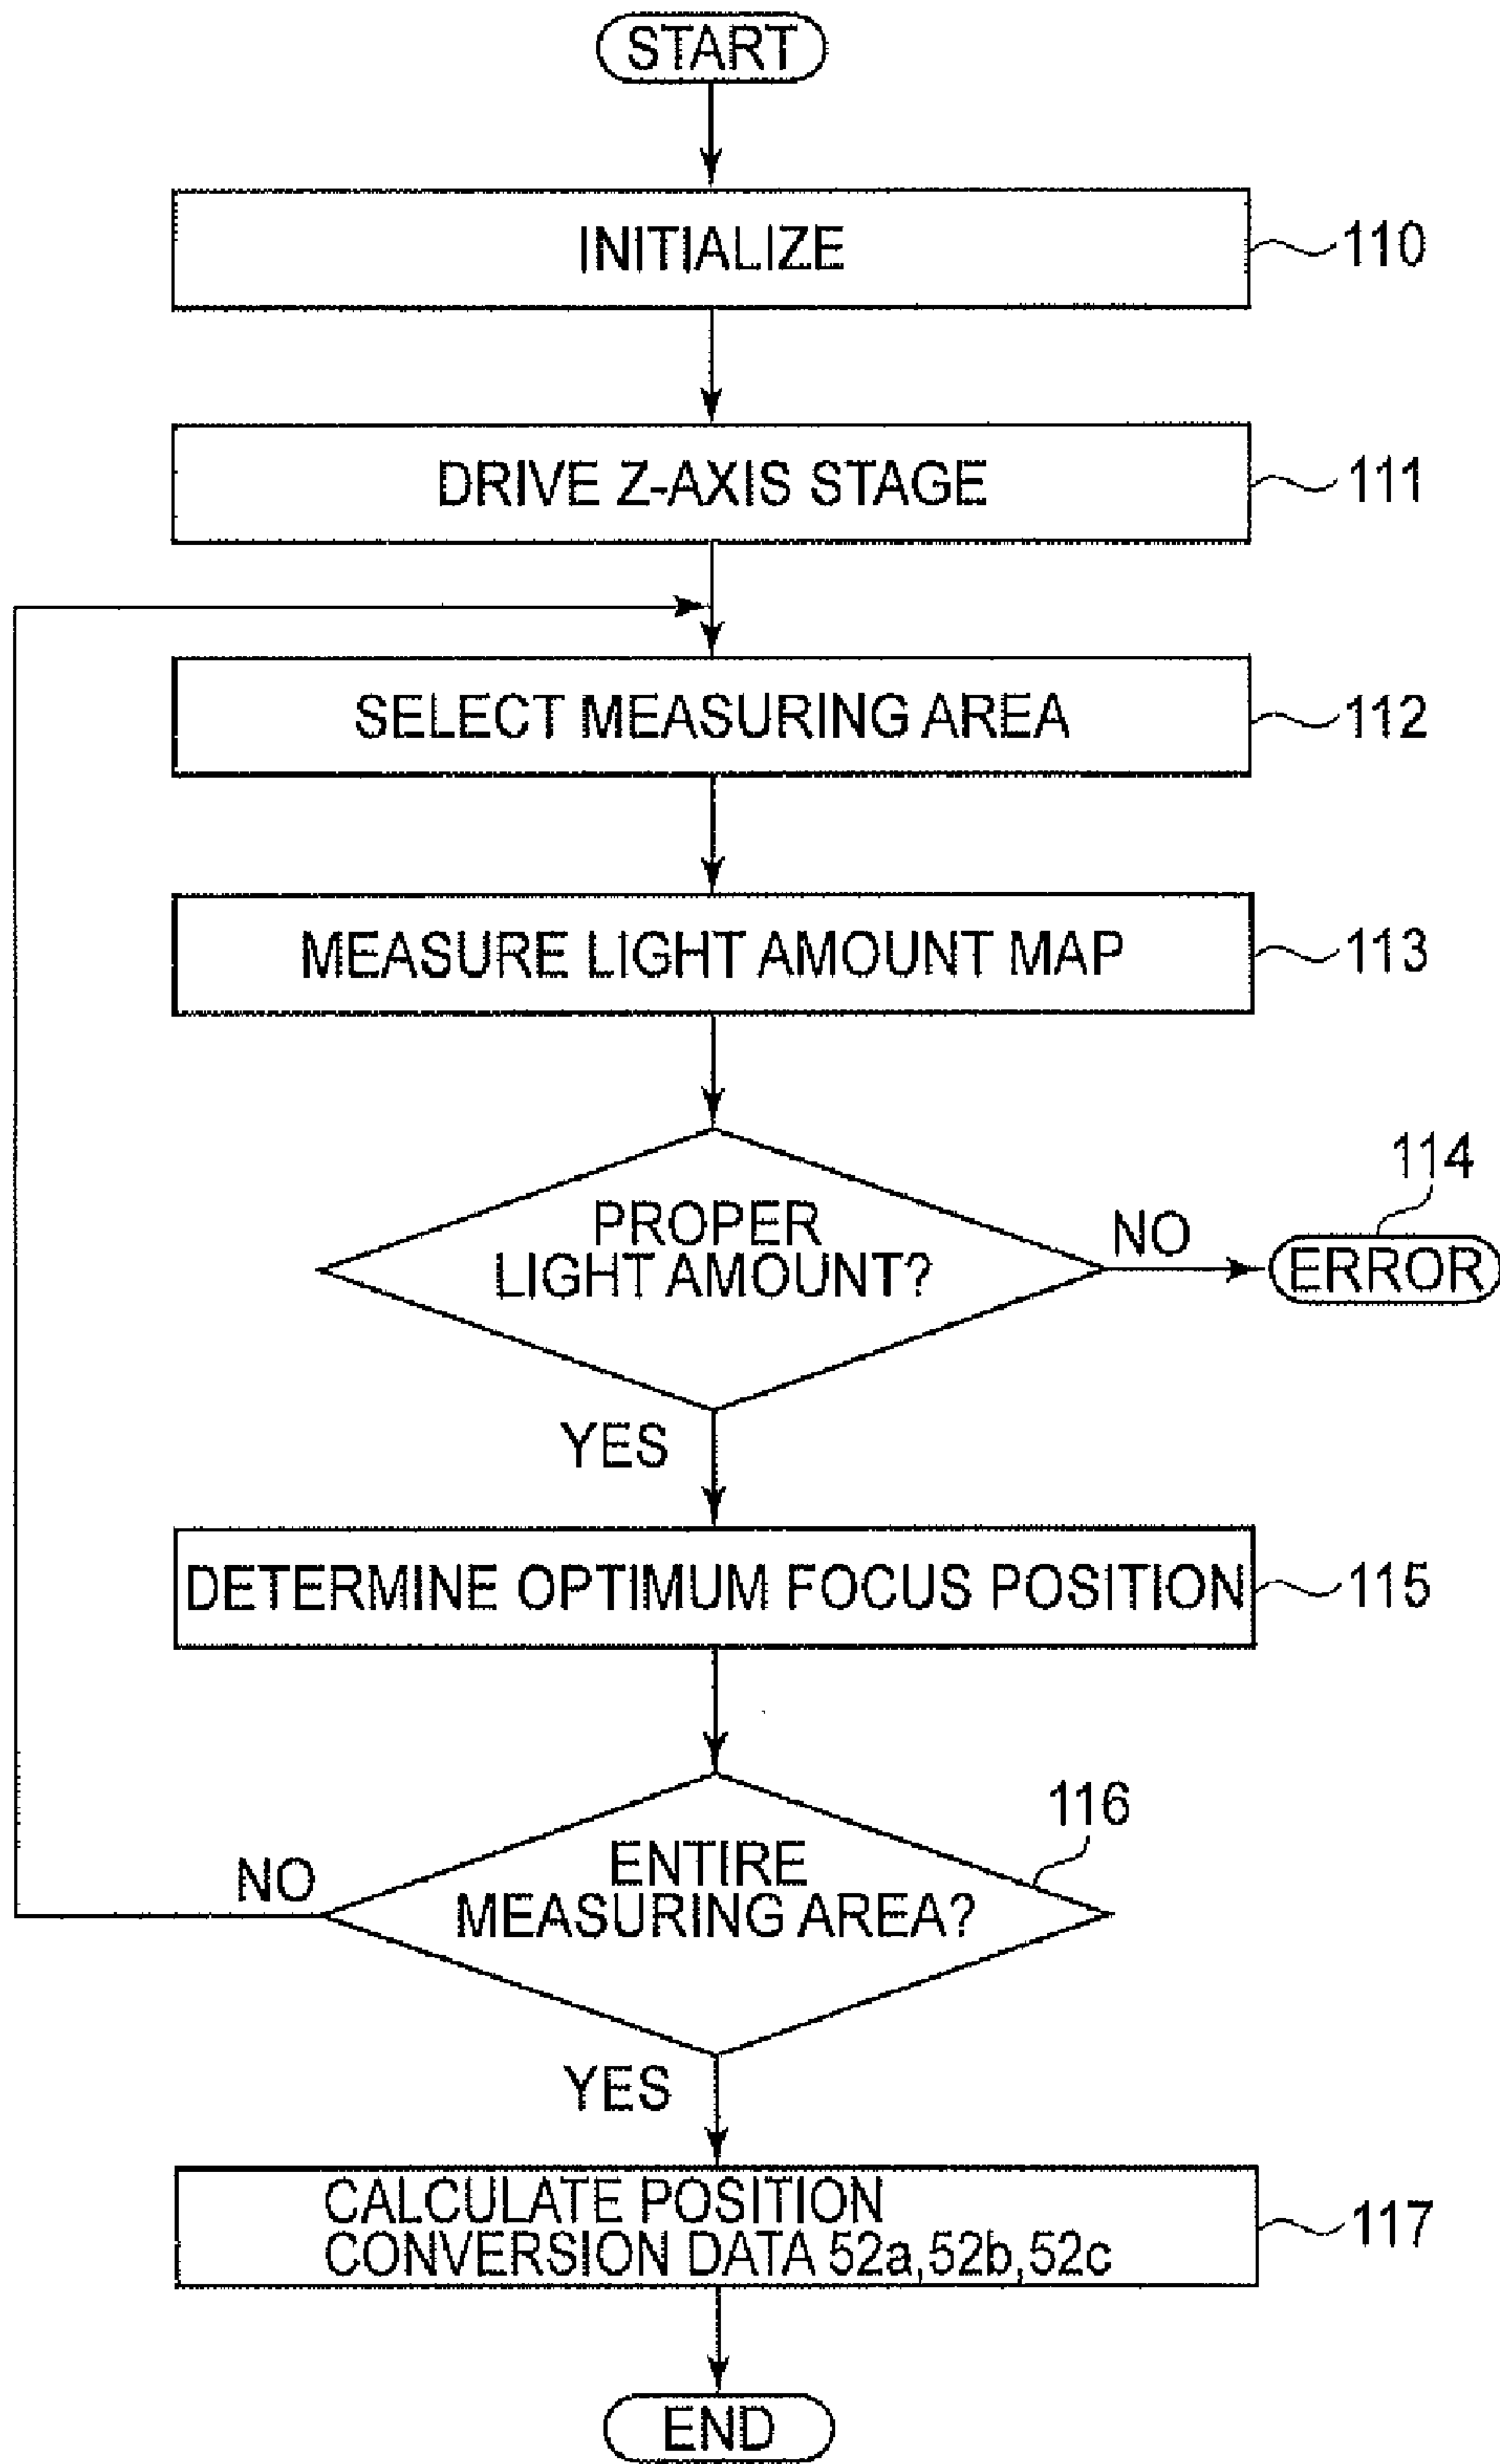 START
INITIALIZE
110
DRIVE Z-AXIS STAGE
111
SELECT MEASURING AREA
112
MEASURE LIGHT AMOUNT MAP
113
PROPER
LIGHT AMOUNT?
NO
114
ERROR
YES
DETERMINE OPTIMUM FOCUS POSITION
115
116
ENTIRE
MEASURING AREA?
NO
YES
CALCULATE POSITION
CONVERSION DATA 52a,52b,52c
117
END